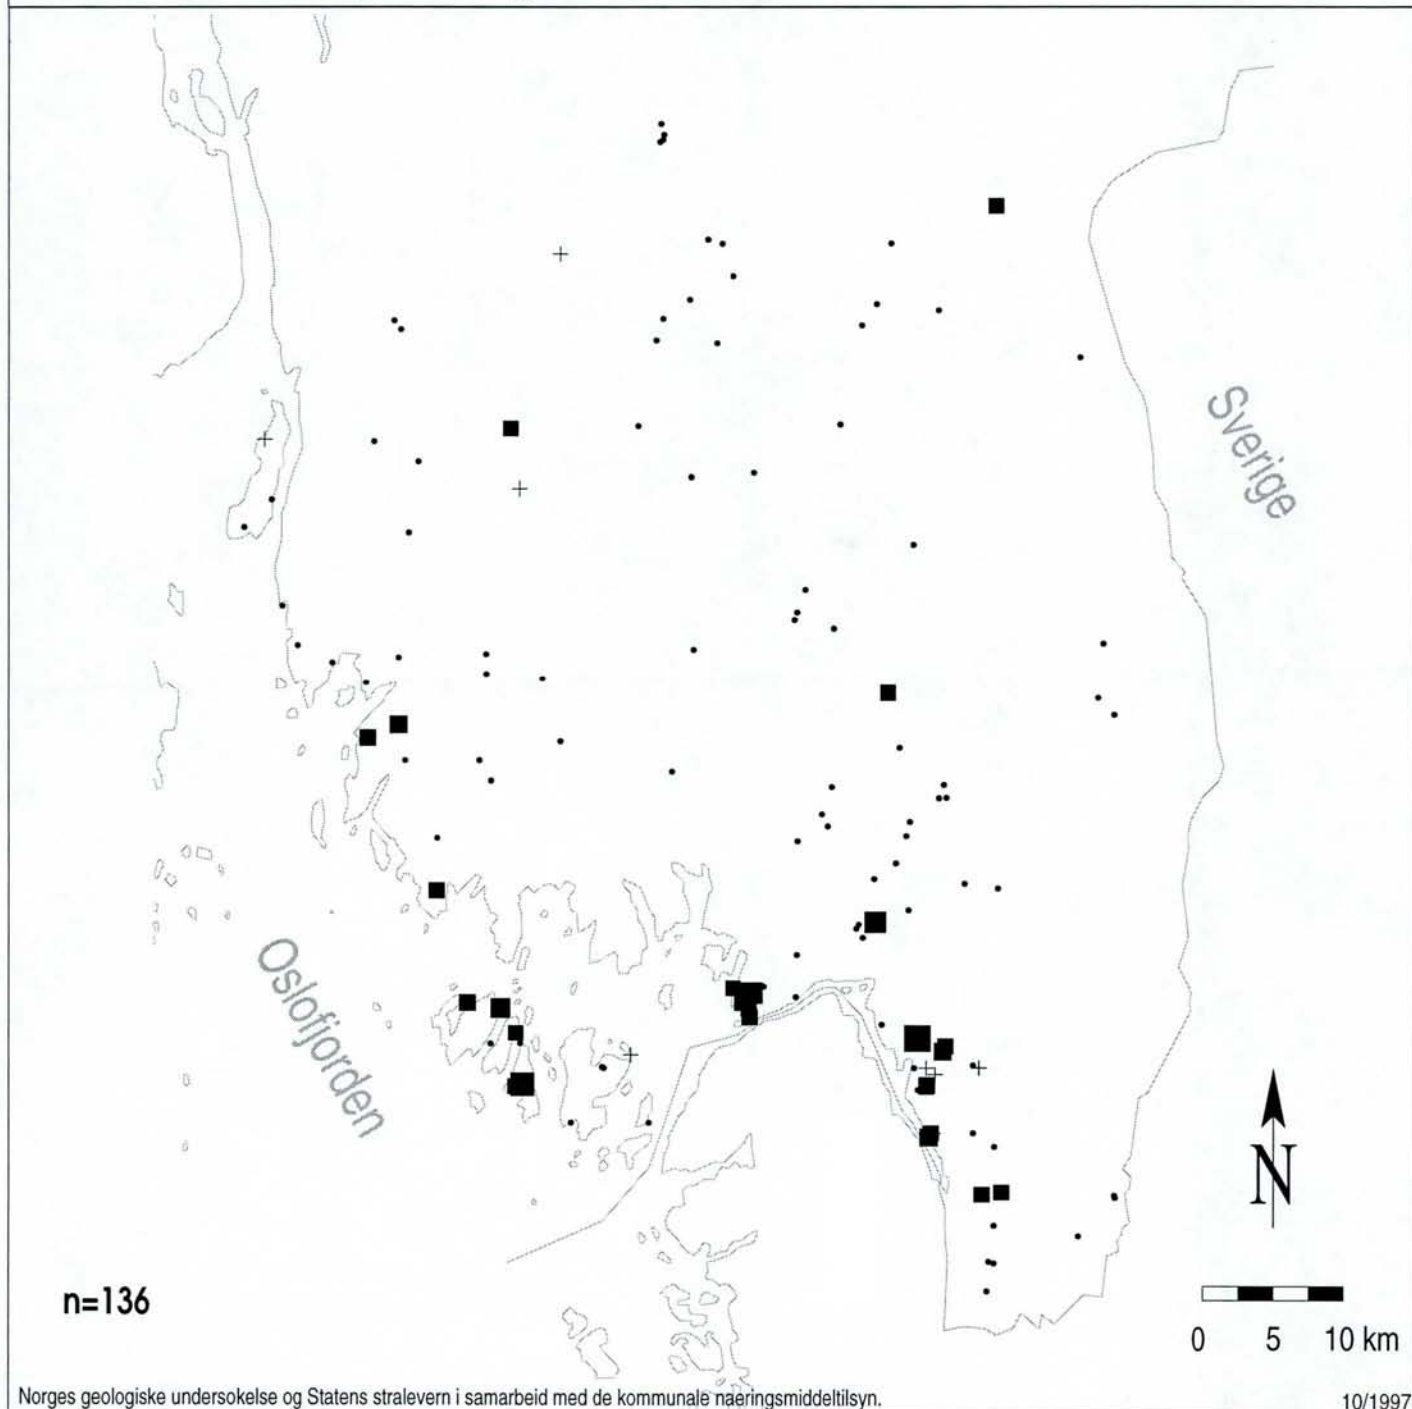 Sverige
Oslofjorden
N
n=136
0 5 10 km
Norges geologiske undersokelse og Statens stralevern i samarbeid med de kommunale naeringsmiddeltilsyn.
10/1997